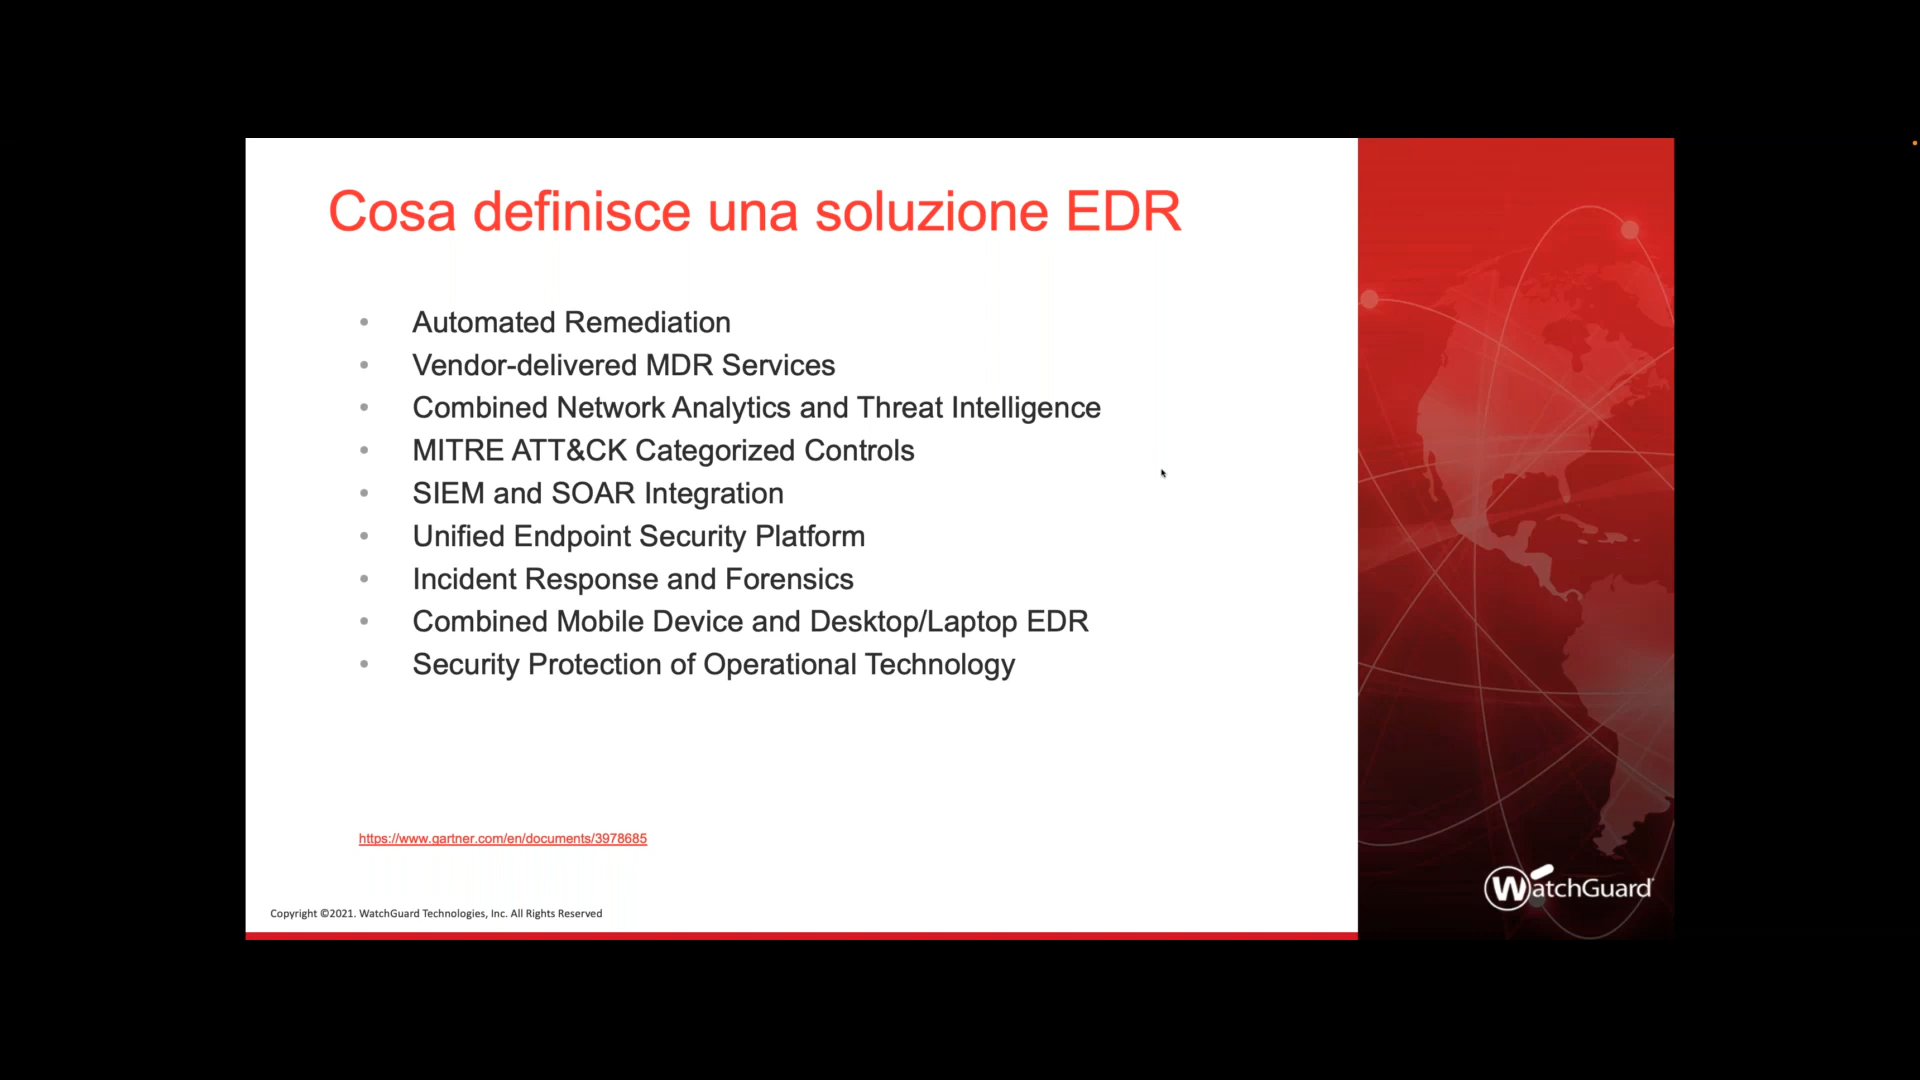 Cosa definisce una soluzione EDR
• Automated Remediation
• Vendor-delivered MDR Services
• Combined Network Analytics and Threat Intelligence
• MITRE ATT&CK Categorized Controls
• SIEM and SOAR Integration
• Unified Endpoint Security Platform
• Incident Response and Forensics
• Combined Mobile Device and Desktop/Laptop EDR
• Security Protection of Operational Technology
https://www.gartner.com/en/documents/3978685
WatchGuard
Copyright ©2021. WatchGuard Technologies, Inc. All Rights Reserved